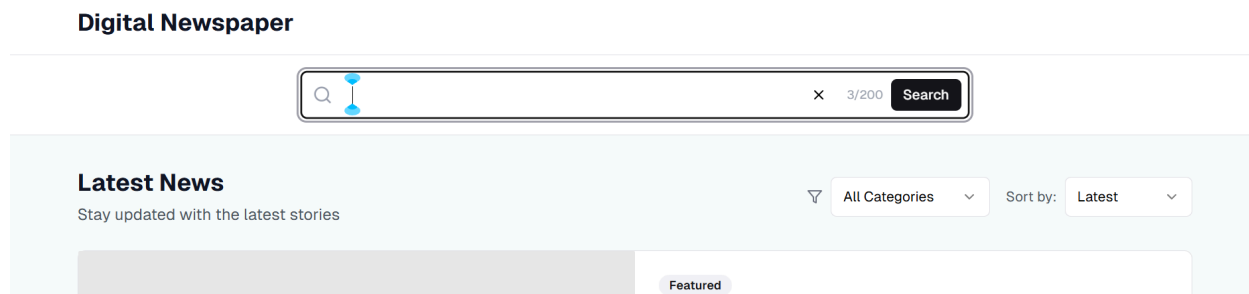 Digital Newspaper
3/200 Search
Latest News
Stay updated with the latest stories
All Categories Sort by: Latest
Featured